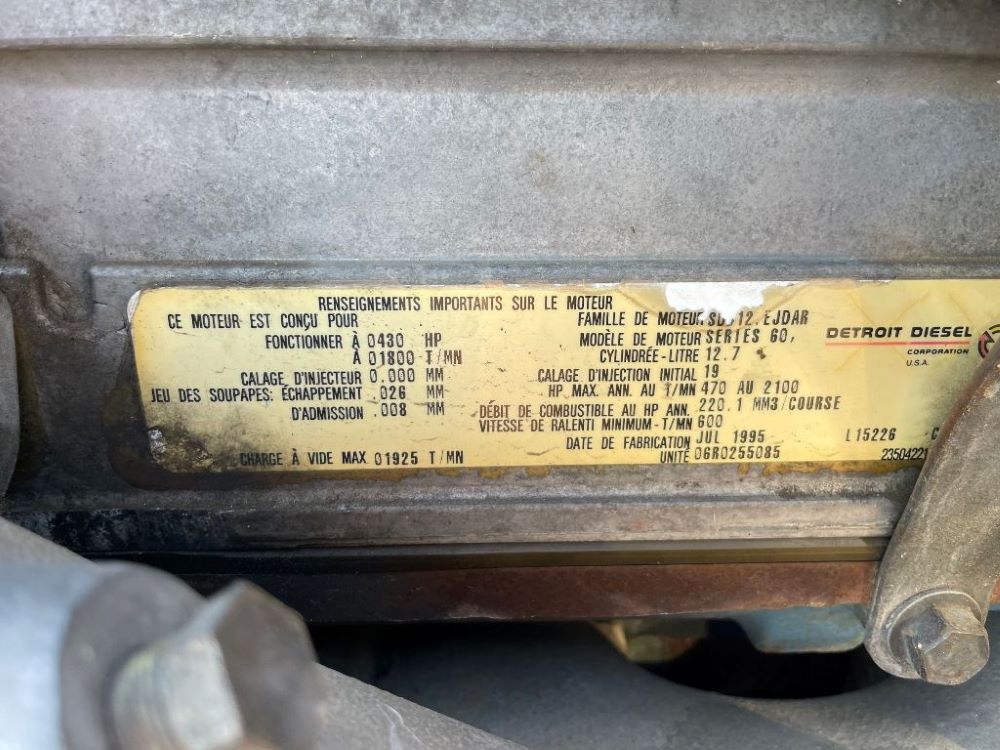 RENSEIGNEMENTS IMPORTANTS SUR LE MOTEUR
CE MOTEUR EST CONÇU POUR
FONCTIONNER À 0430 HP
À 01800 T/MN
CALAGE D'INJECTEUR 0.000 MM
JEU DES SOUPAPES: ÉCHAPPEMENT .026 MM
D'ADMISSION .008 MM
CHARGE À VIDE MAX 01925 T/MN
FAMILLE DE MOTEUR
MODÈLE DE MOTEUR SERIES 60,
CYLINDRÉE-LITRE 12.7
CALAGE D'INJECTION INITIAL 19
HP MAX. ANN. AU T/MN 470 AU 2100
DÉBIT DE COMBUSTIBLE AU HP ANN. 220.1 MM3/COURSE
VITESSE DE RALENTI MINIMUM-T/MN 600
DATE DE FABRICATION JUL 1995
UNITÉ 06R0255085
DETROIT DIESEL
CORPORATION
U.S.A.
L15226
23504221